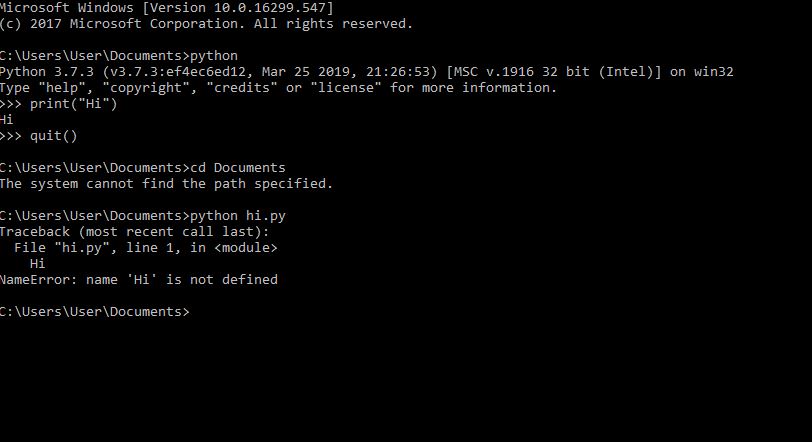 Microsoft Windows [Version 10.0.16299.547]
(c) 2017 Microsoft Corporation. All rights reserved.
C:\Users\User\Documents>python
Python 3.7.3 (v3.7.3:ef4ec6ed12, Mar 25 2019, 21:26:53) [MSC v.1916 32 bit (Intel)] on win32
Type "help", "copyright", "credits" or "license" for more information.
>>> print("Hi")
Hi
>>> quit()
C:\Users\User\Documents>cd Documents
The system cannot find the path specified.
C:\Users\User\Documents>python hi.py
Traceback (most recent call last):
  File "hi.py", line 1, in <module>
    Hi
NameError: name 'Hi' is not defined
C:\Users\User\Documents>